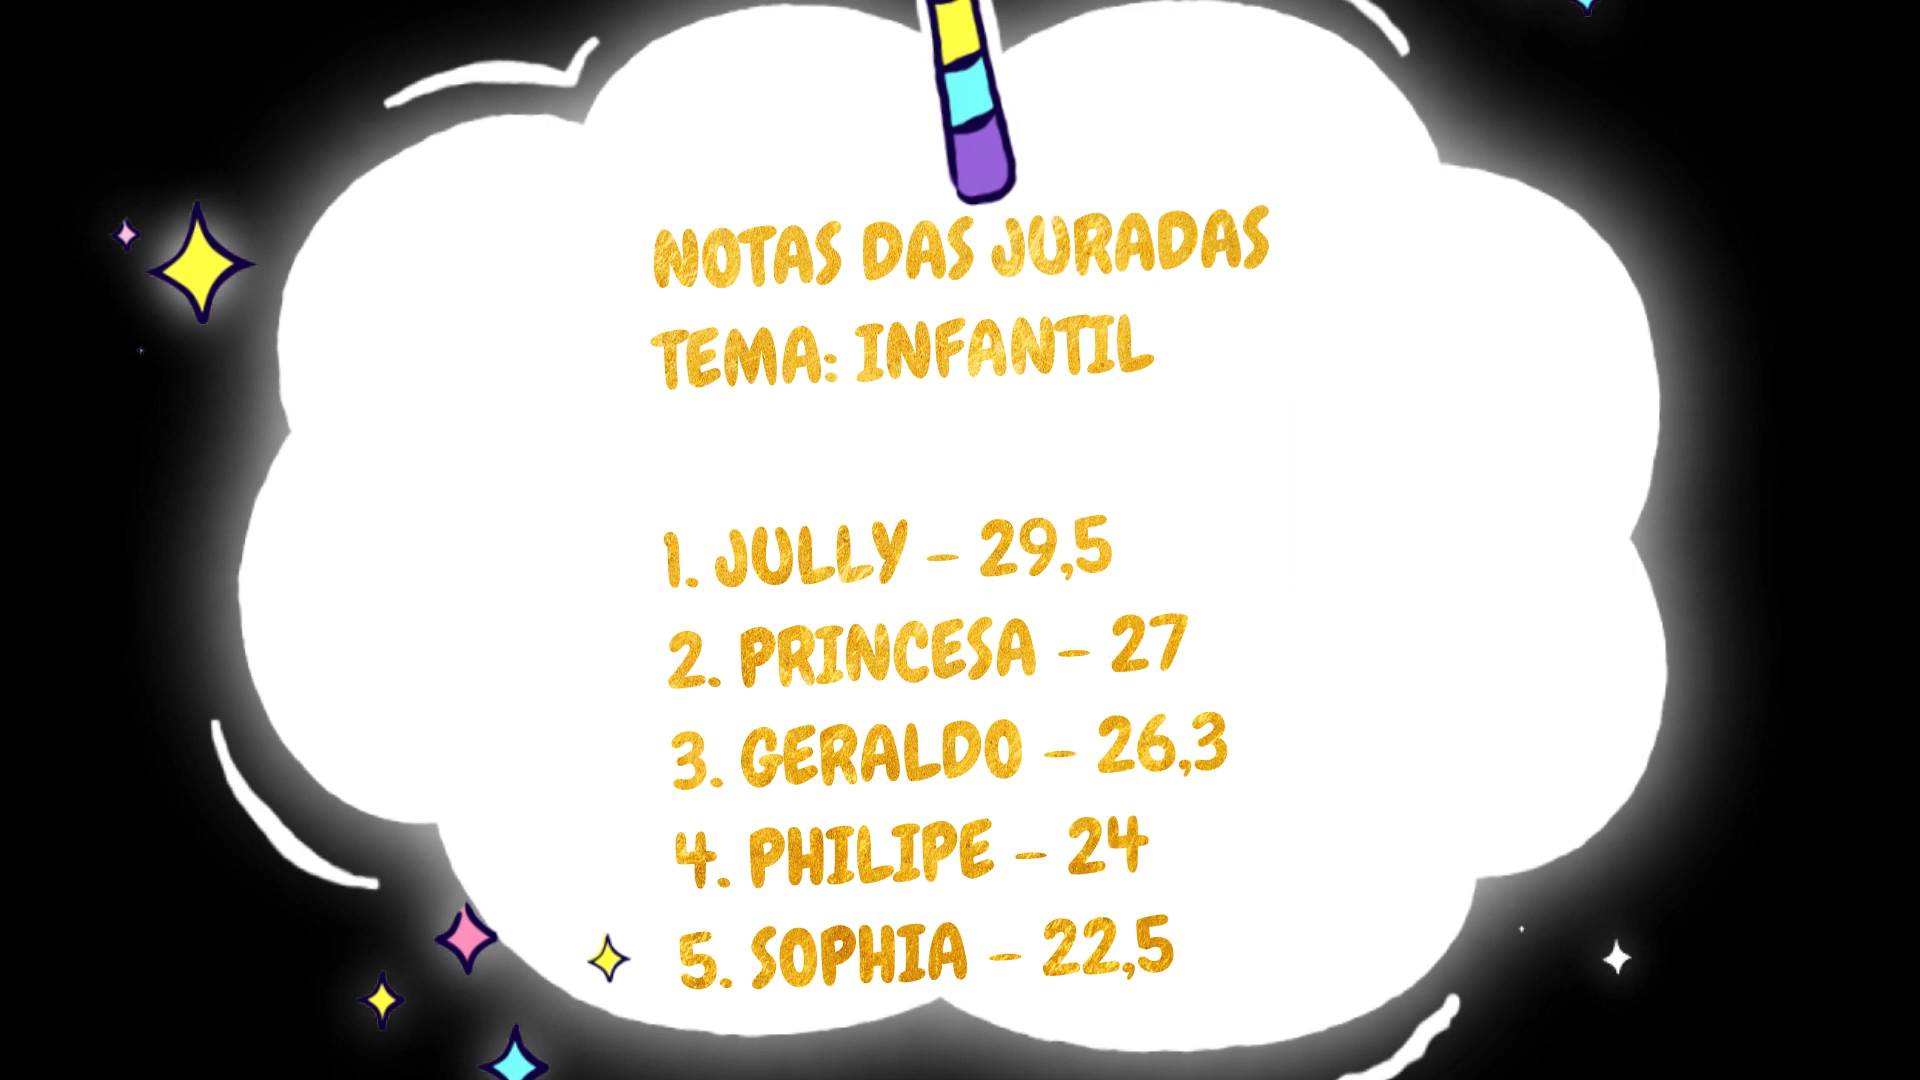 NOTAS DAS JURADAS
TEMA: INFANTIL
1. JULLY – 29,5
2. PRINCESA – 27
3. GERALDO – 26,3
4. PHILIPE – 24
5. SOPHIA – 22,5